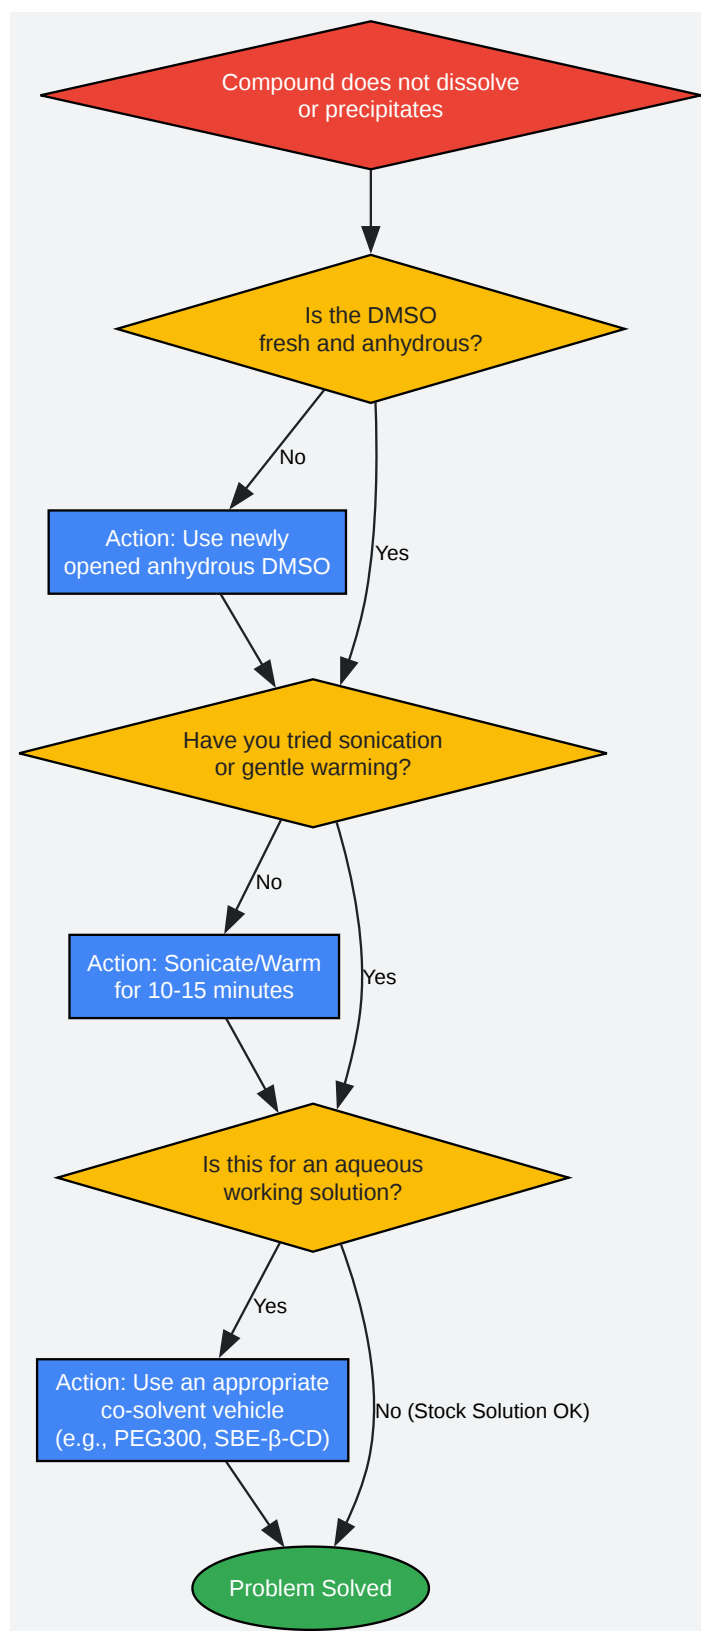 Compound does not dissolve
or precipitates
Is the DMSO
fresh and anhydrous?
No
Action: Use newly
opened anhydrous DMSO
Yes
Have you tried sonication
or gentle warming?
No
Action: Sonicate/Warm
for 10-15 minutes
Yes
Is this for an aqueous
working solution?
Yes
Action: Use an appropriate
co-solvent vehicle
(e.g., PEG300, SBE-β-CD)
No (Stock Solution OK)
Problem Solved